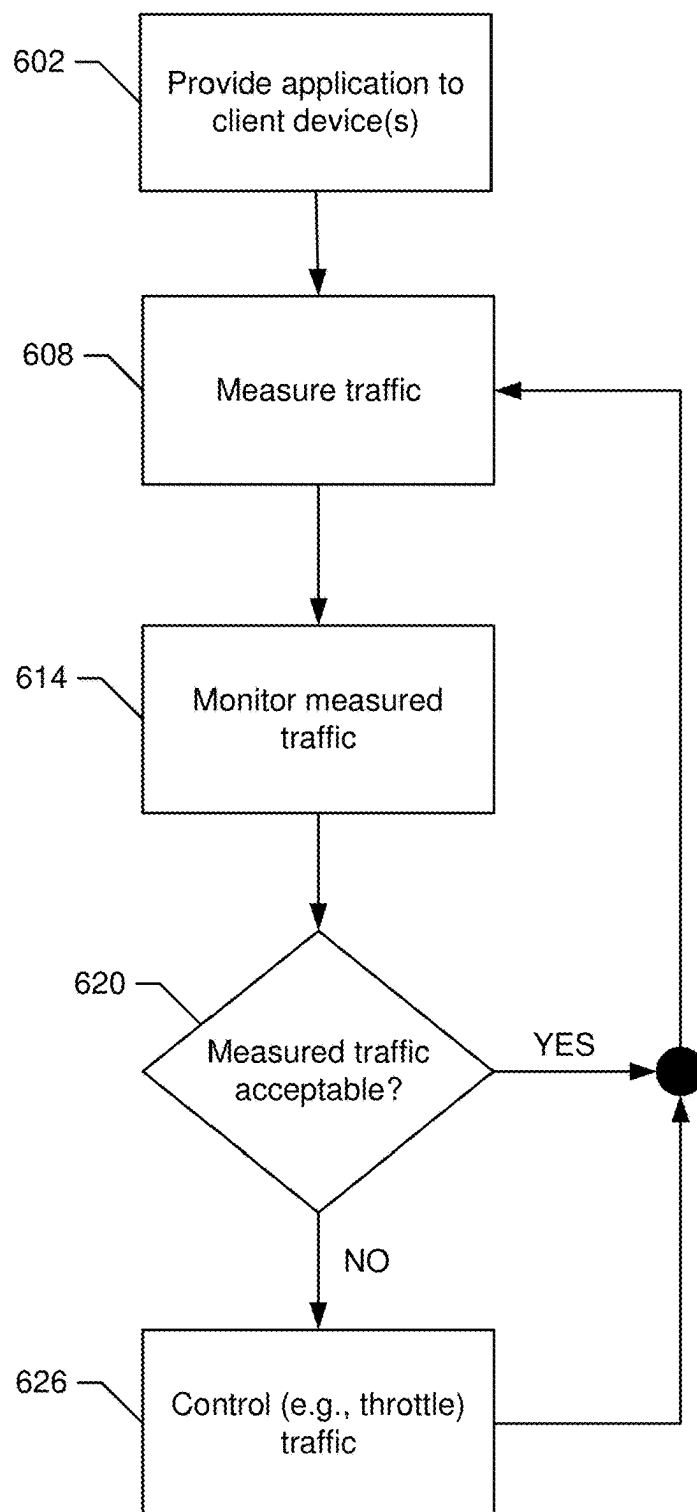 602
Provide application to
client device(s)
608
Measure traffic
614
Monitor measured
traffic
620
Measured traffic
acceptable?
YES
NO
626
Control (e.g., throttle)
traffic